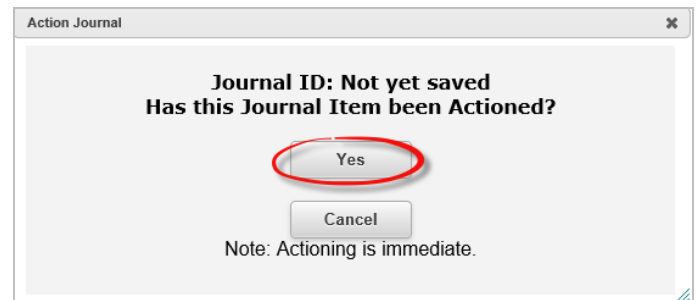 Action Journal
Journal ID: Not yet saved
Has this Journal Item been Actioned?
Yes
Cancel
Note: Actioning is immediate.